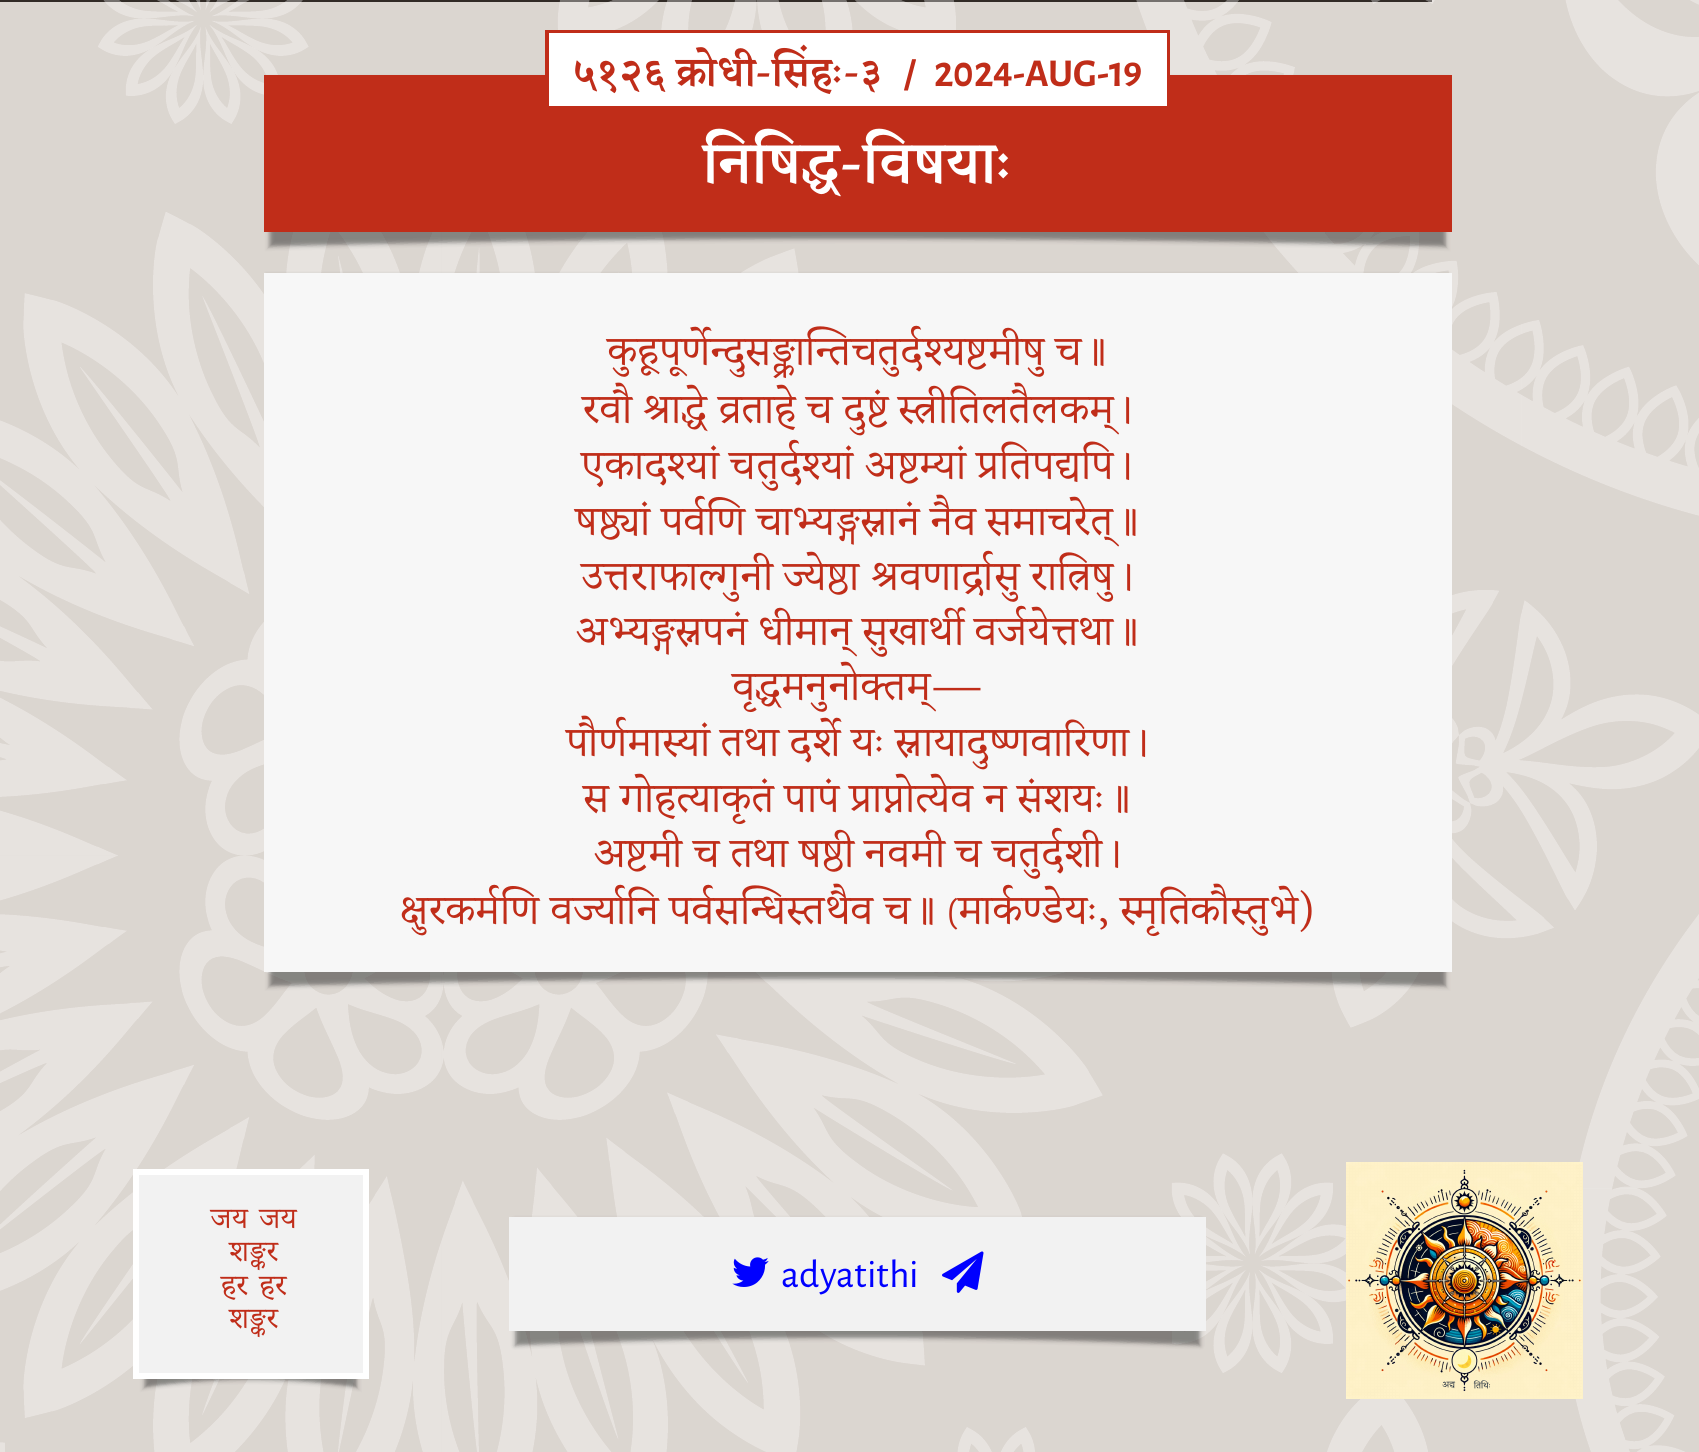 ५१२६ क्रोधी-सिंहः-३ / 2024-AUG-19
निषिद्ध-विषयाः
कुहूपूर्णेन्दुसङ्क्रान्तिचतुर्दश्यष्टमीषु च॥
रवौ श्राद्धे व्रताहे च दुष्टं स्त्रीतिलतैलकम्।
एकादश्यां चतुर्दश्यां अष्टम्यां प्रतिपद्यपि।
षष्ठ्यां पर्वणि चाभ्यङ्गस्नानं नैव समाचरेत्॥
उत्तराफाल्गुनी ज्येष्ठा श्रवणार्द्रासु रात्रिषु।
अभ्यङ्गस्नपनं धीमान् सुखार्थी वर्जयेत्तथा॥
वृद्धमनुनोक्तम्—
पौर्णमास्यां तथा दर्शे यः स्नायादुष्णवारिणा।
स गोहत्याकृतं पापं प्राप्नोत्येव न संशयः॥
अष्टमी च तथा षष्ठी नवमी च चतुर्दशी।
क्षुरकर्मणि वर्ज्यानि पर्वसन्धिस्तथैव च॥ (मार्कण्डेयः, स्मृतिकौस्तुभे)
जय जय
शङ्कर
हर हर
शङ्कर
adyatithi
अद्य तिथिः